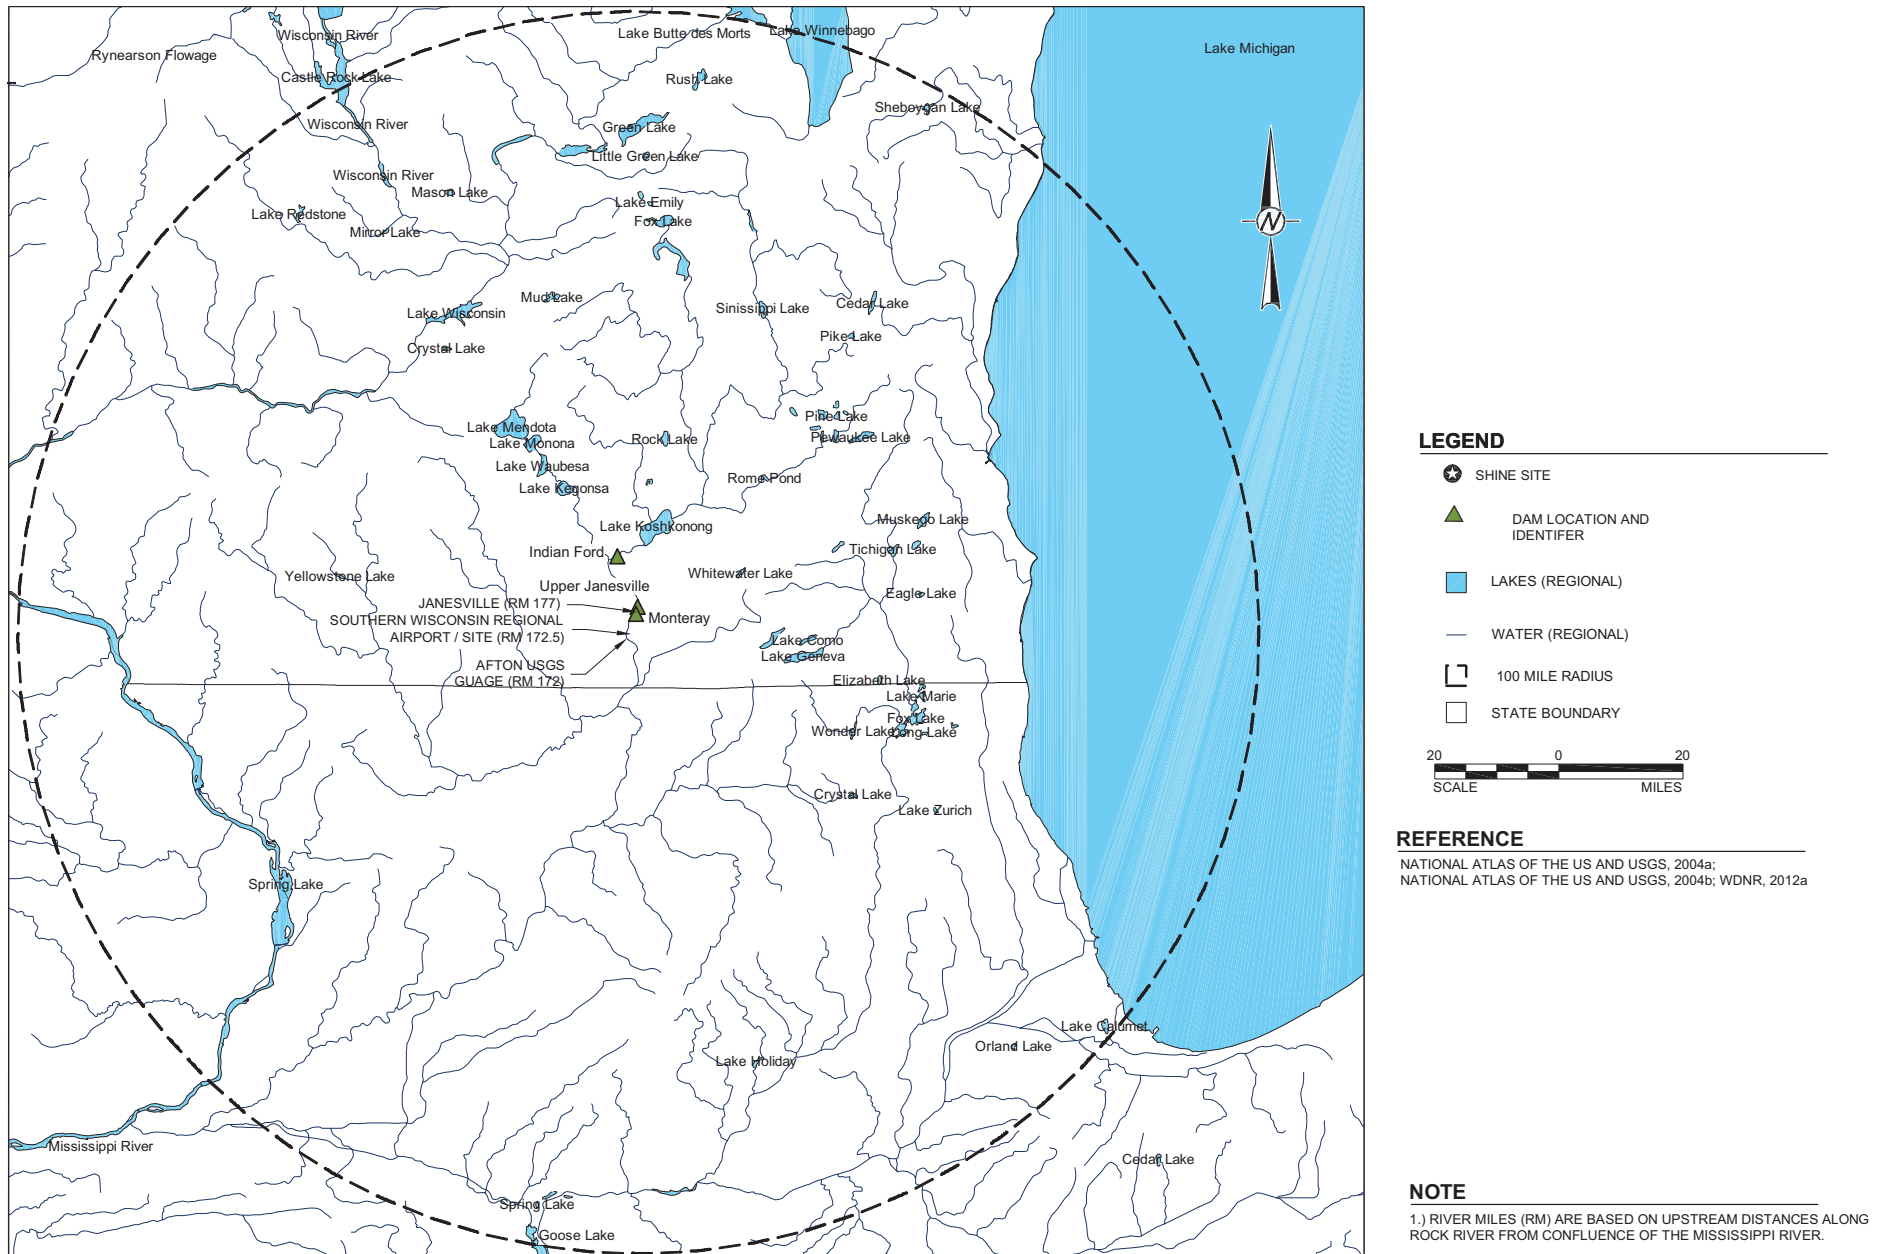 Wisconsin River
Lake Butte des Morts
Lake Winnebago
Lake Michigan
Rynearson Flowage
Castle Rock Lake
Rush Lake
Sheboygan Lake
Wisconsin River
Green Lake
Little Green Lake
Wisconsin River
Mason Lake
Lake Redstone
Lake Emily
Fox Lake
Mirror Lake
N
Mud Lake
Lake Wisconsin
Sinissippi Lake
Cedar Lake
Crystal Lake
Pike Lake
Lake Mendota
Lake Monona
Rock Lake
Pine Lake
Pewaukee Lake
Lake Waubesa
Lake Kegonsa
Rome Pond
Lake Koshkonong
Muskego Lake
Indian Ford
Tichigan Lake
Yellowstone Lake
Whitewater Lake
Upper Janesville
Eagle Lake
JANESVILLE (RM 177)
SOUTHERN WISCONSIN REGIONAL
AIRPORT / SITE (RM 172.5)
Monteray
Lake Como
Lake Geneva
AFTON USGS
GUAGE (RM 172)
Elizabeth Lake
Lake Marie
Fox Lake
Wonder Lake
Long Lake
Crystal Lake
Lake Zurich
Spring Lake
Lake Calumet
Orland Lake
Lake Holiday
Mississippi River
Cedar Lake
Spring Lake
Goose Lake
LEGEND
SHINE SITE
DAM LOCATION AND
IDENTIFER
LAKES (REGIONAL)
WATER (REGIONAL)
100 MILE RADIUS
STATE BOUNDARY
20 0 20
SCALE MILES
REFERENCE
NATIONAL ATLAS OF THE US AND USGS, 2004a;
NATIONAL ATLAS OF THE US AND USGS, 2004b; WDNR, 2012a
NOTE
1.) RIVER MILES (RM) ARE BASED ON UPSTREAM DISTANCES ALONG
ROCK RIVER FROM CONFLUENCE OF THE MISSISSIPPI RIVER.